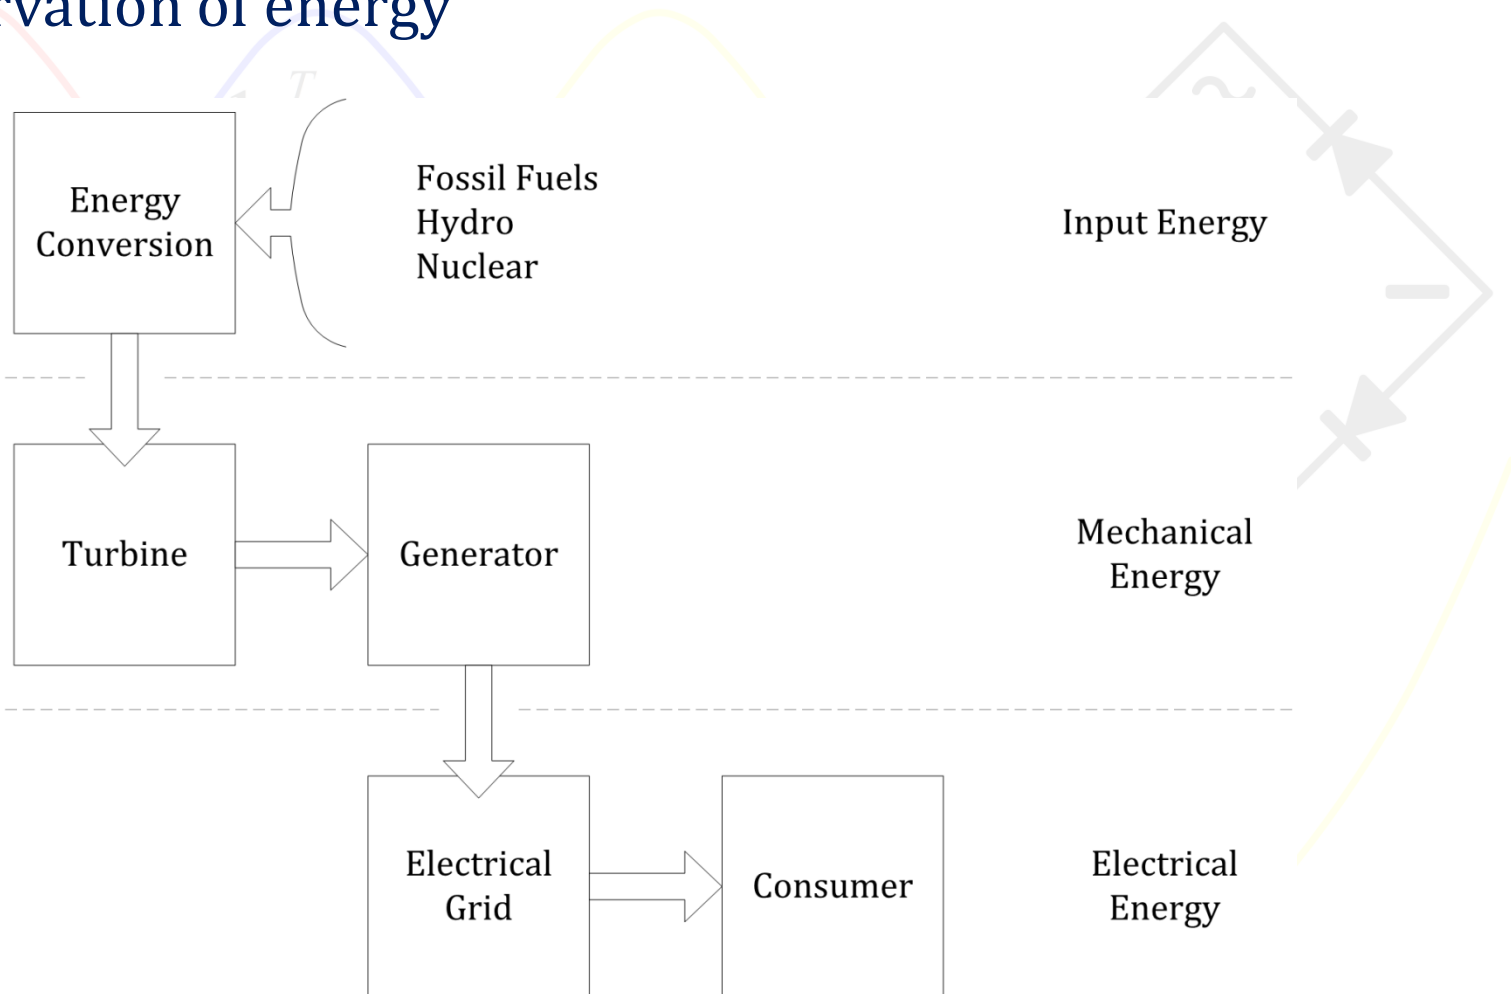 rvation of energy
T
Energy
Conversion
Fossil Fuels
Hydro
Nuclear
Input Energy
Turbine
Generator
Mechanical
Energy
Electrical
Grid
Consumer
Electrical
Energy